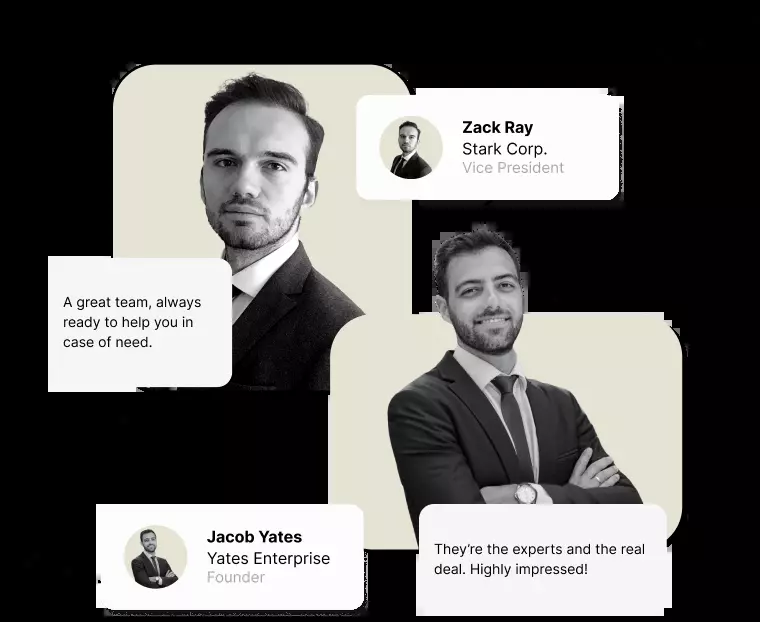 Zack Ray
Stark Corp.
Vice President
A great team, always
ready to help you in
case of need.
Jacob Yates
Yates Enterprise
Founder
They're the experts and the real
deal. Highly impressed!